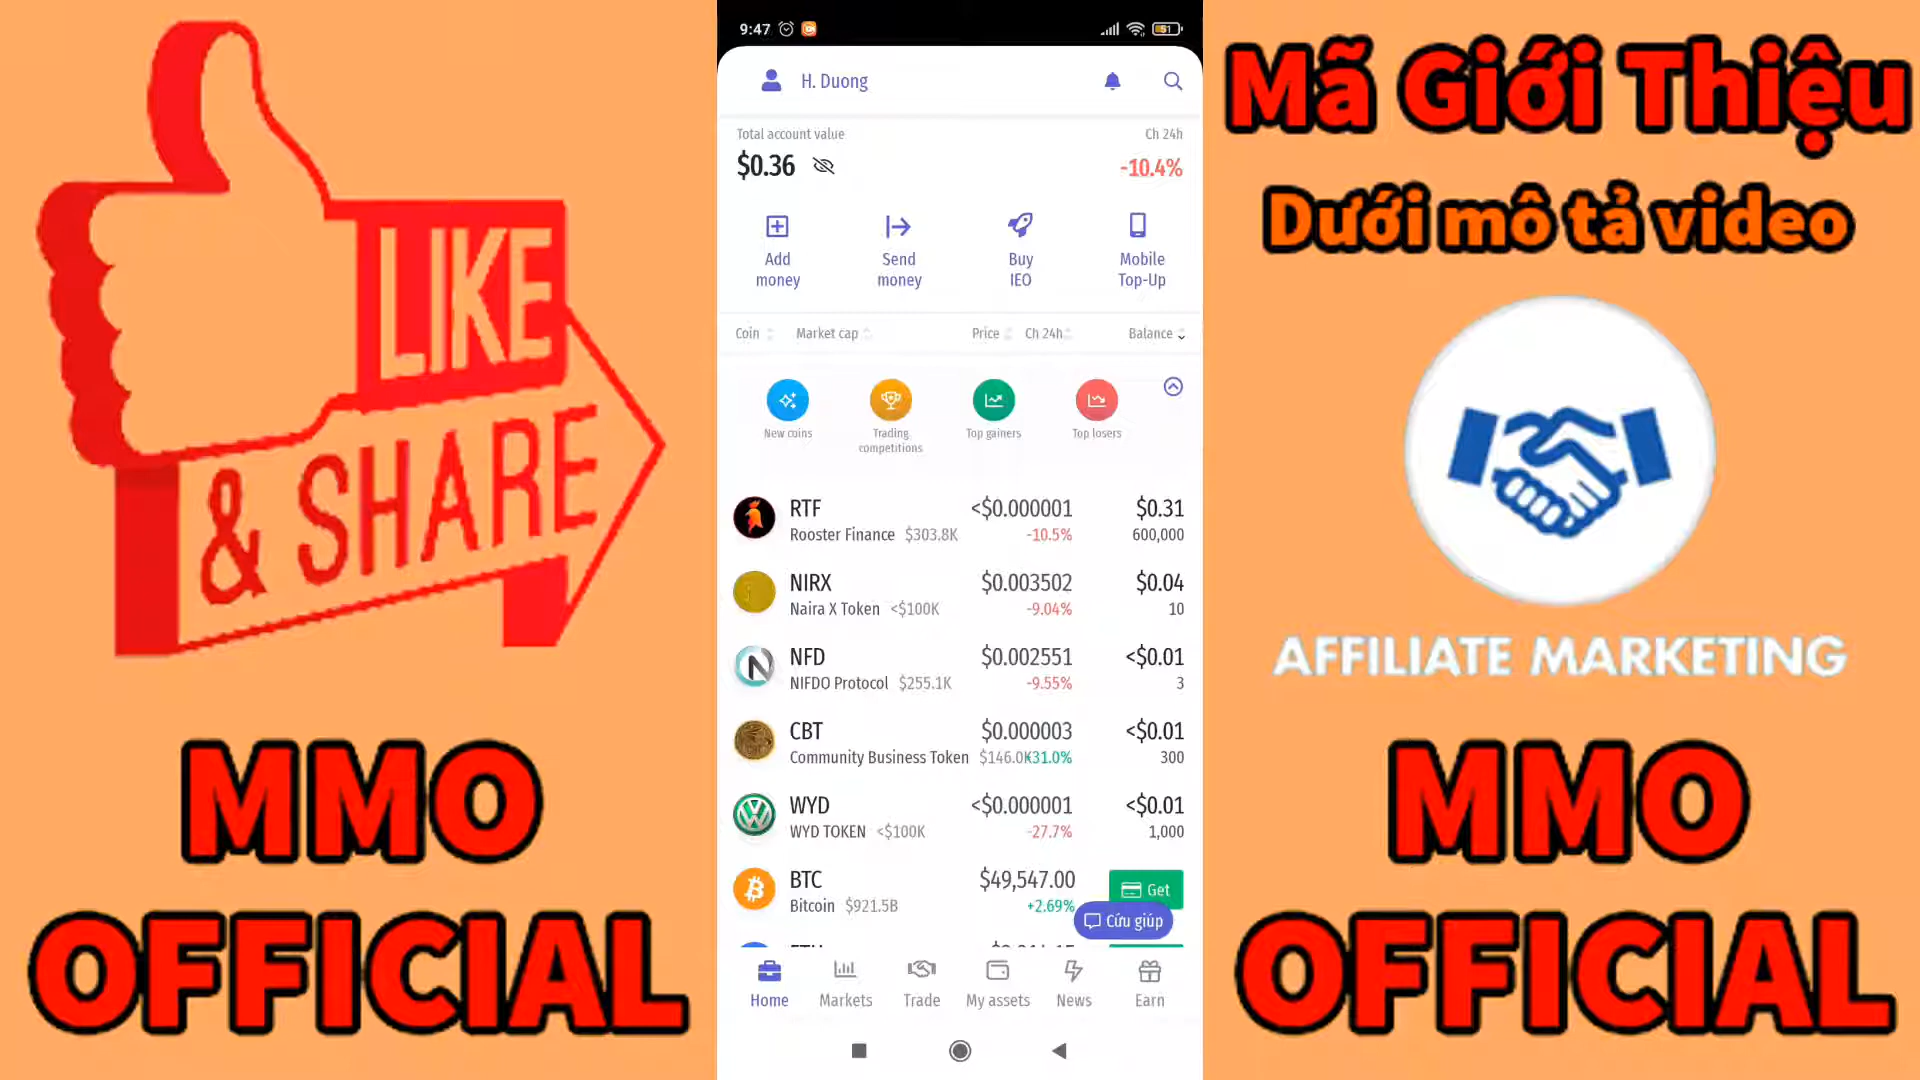 LIKE
& SHARE
MMO
OFFICIAL
9:47
51
H. Duong
Total account value
Ch 24h
$0.36
-10.4%
Add
money
Send
money
Buy
IEO
Mobile
Top-Up
Coin
Market cap
Price
Ch 24h
Balance
New coins
Trading
competitions
Top gainers
Top losers
RTF <$0.000001 $0.31
Rooster Finance $303.8K -10.5% 600,000
NIRX $0.003502 $0.04
Naira X Token <$100K -9.04% 10
NFD $0.002551 <$0.01
NIFDO Protocol $255.1K -9.55% 3
CBT $0.000003 <$0.01
Community Business Token $146.0K +31.0% 300
WYD <$0.000001 <$0.01
WYD TOKEN <$100K -27.7% 1,000
BTC $49,547.00 Get
Bitcoin $921.5B +2.69%
Cứu giúp
Home
Markets
Trade
My assets
News
Earn
Mã Giới Thiệu
Dưới mô tả video
AFFILIATE MARKETING
MMO
OFFICIAL